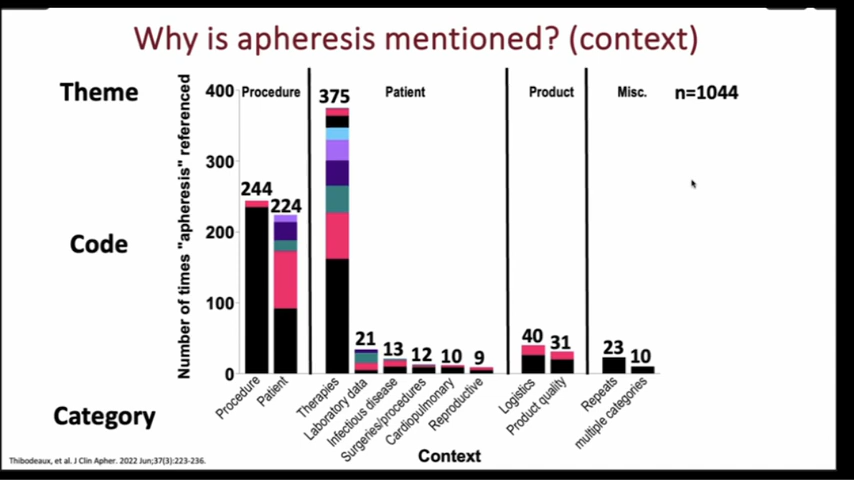 Why is apheresis mentioned? (context)
Theme
Code
Category
Number of times "apheresis" referenced
400
300
200
100
0
Procedure
Patient
Product
Misc.
n=1044
244
224
375
21
13
12
10
9
40
31
23
10
Procedure
Patient
Therapies
Laboratory data
Infectious disease
Surgeries/procedures
Cardiopulmonary
Reproductive
Logistics
Product quality
Repeats
multiple categories
Context
Thibodeaux, et al. J Clin Apher. 2022 Jun;37(3):223-236.